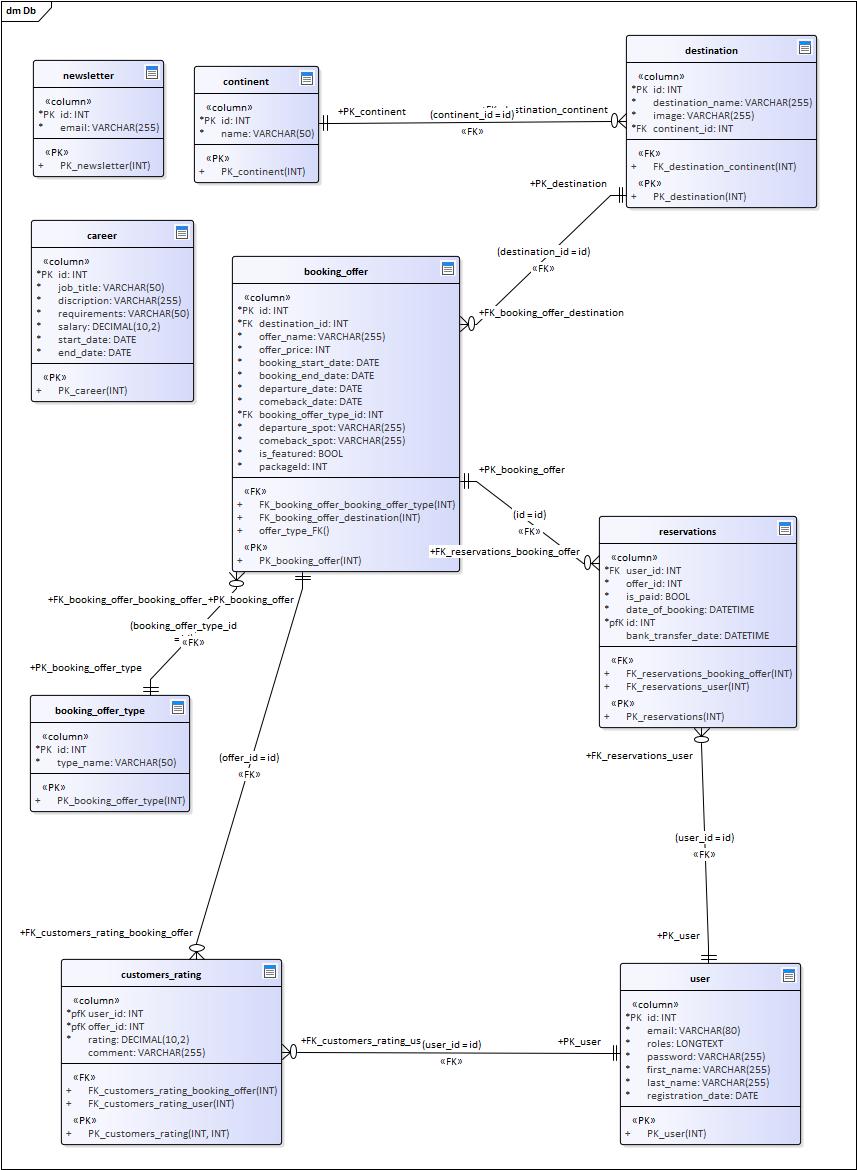 dm Db
newsletter
«column»
*PK id: INT
* email: VARCHAR(255)
«PK»
+ PK_newsletter(INT)
continent
«column»
*PK id: INT
* name: VARCHAR(50)
«PK»
+ PK_continent(INT)
+PK_continent
(continent_id = id)
destination_continent
«FK»
destination
«column»
*PK id: INT
* destination_name: VARCHAR(255)
* image: VARCHAR(255)
*FK continent_id: INT
«FK»
+ FK_destination_continent(INT)
«PK»
+ PK_destination(INT)
+PK_destination
(destination_id = id)
«FK»
+FK_booking_offer_destination
career
«column»
*PK id: INT
* job_title: VARCHAR(50)
* discription: VARCHAR(255)
* requirements: VARCHAR(50)
* salary: DECIMAL(10,2)
* start_date: DATE
* end_date: DATE
«PK»
+ PK_career(INT)
booking_offer
«column»
*PK id: INT
*FK destination_id: INT
* offer_name: VARCHAR(255)
* offer_price: INT
* booking_start_date: DATE
* booking_end_date: DATE
* departure_date: DATE
* comeback_date: DATE
*FK booking_offer_type_id: INT
* departure_spot: VARCHAR(255)
* comeback_spot: VARCHAR(255)
* is_featured: BOOL
* packageId: INT
«FK»
+ FK_booking_offer_booking_offer_type(INT)
+ FK_booking_offer_destination(INT)
+ offer_type_FK()
«PK»
+ PK_booking_offer(INT)
+PK_booking_offer
(id = id)
«FK»
+FK_reservations_booking_offer
reservations
«column»
*FK user_id: INT
* offer_id: INT
* is_paid: BOOL
* date_of_booking: DATETIME
*pfK id: INT
bank_transfer_date: DATETIME
«FK»
+ FK_reservations_booking_offer(INT)
+ FK_reservations_user(INT)
«PK»
+ PK_reservations(INT)
+FK_booking_offer_booking_offer_+PK_booking_offer
(booking_offer_type_id
«FK»
+PK_booking_offer_type
booking_offer_type
«column»
*PK id: INT
* type_name: VARCHAR(50)
«PK»
+ PK_booking_offer_type(INT)
(offer_id = id)
«FK»
+FK_customers_rating_booking_offer
+FK_reservations_user
(user_id = id)
«FK»
+PK_user
customers_rating
«column»
*pfK user_id: INT
*pfK offer_id: INT
* rating: DECIMAL(10,2)
comment: VARCHAR(255)
«FK»
+ FK_customers_rating_booking_offer(INT)
+ FK_customers_rating_user(INT)
«PK»
+ PK_customers_rating(INT, INT)
+FK_customers_rating_us(user_id = id)
«FK»
+PK_user
user
«column»
*PK id: INT
* email: VARCHAR(80)
* roles: LONGTEXT
* password: VARCHAR(255)
* first_name: VARCHAR(255)
* last_name: VARCHAR(255)
* registration_date: DATE
«PK»
+ PK_user(INT)